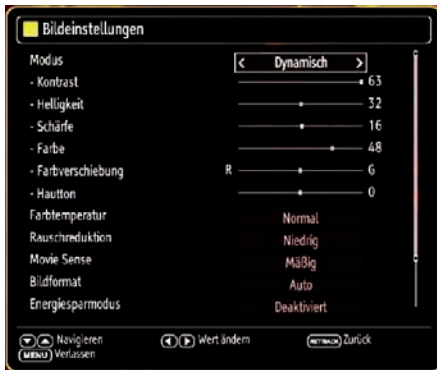 Bildeinstellungen
Modus < Dynamisch >
- Kontrast 63
- Helligkeit 32
- Schärfe 16
- Farbe 48
- Farbverschiebung R G
- Hautton 0
Farbtemperatur Normal
Rauschreduktion Niedrig
Movie Sense Mäßig
Bildformat Auto
Energiesparmodus Deaktiviert
Navigieren Wert ändern RETBACK Zurück
MENU Verlassen